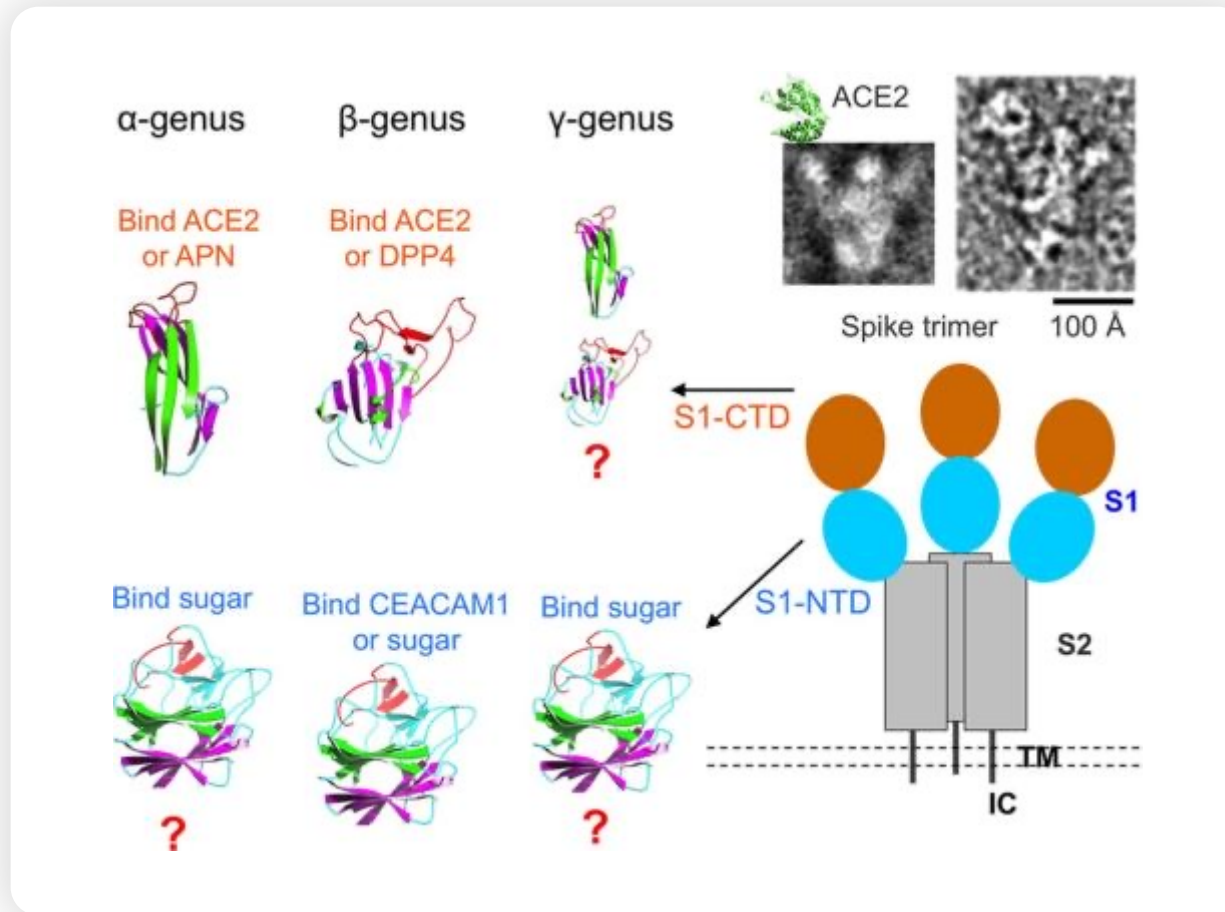 α-genus
β-genus
γ-genus
ACE2
Bind ACE2
or APN
Bind ACE2
or DPP4
Spike trimer
100 Å
S1-CTD
?
S1
Bind sugar
Bind CEACAM1
or sugar
Bind sugar
S1-NTD
S2
TM
IC
?
?